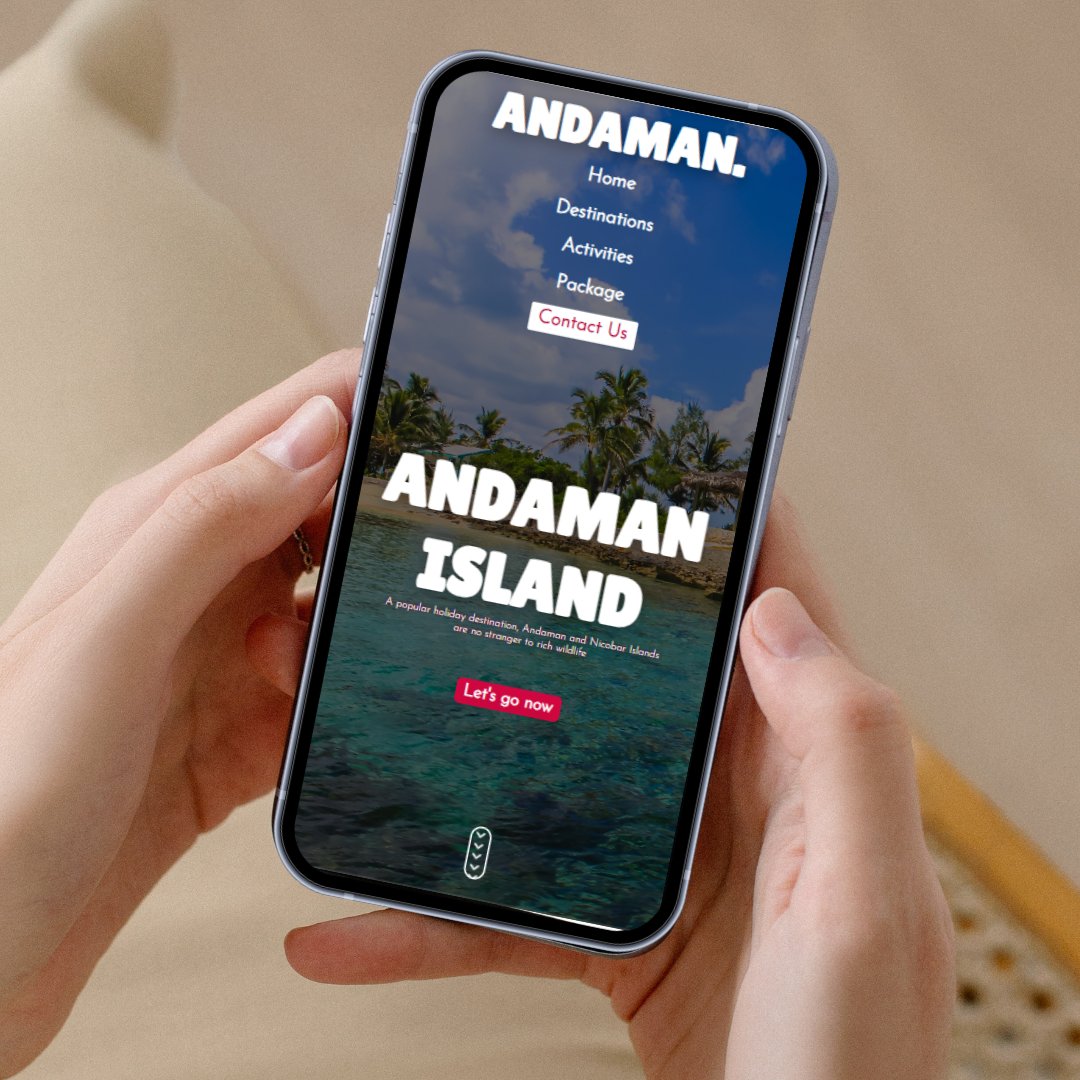 ANDAMAN.
Home
Destinations
Activities
Package
Contact Us
ANDAMAN
ISLAND
A popular holiday destination, Andaman and Nicobar Islands
are no stranger to rich wildlife
Let's go now